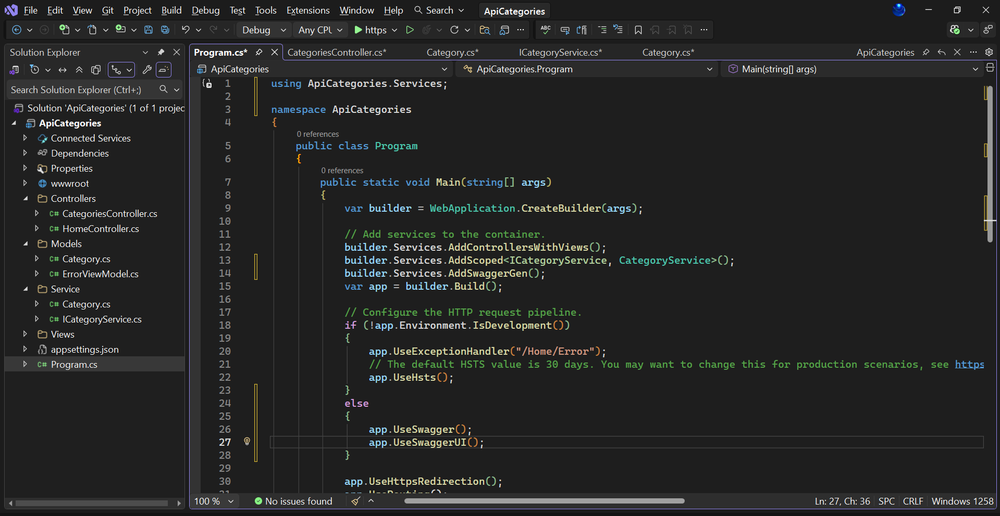 File Edit View Git Project Build Debug Test Tools Extensions Window Help Search ApiCategories
Debug Any CPU https
Solution Explorer
Search Solution Explorer (Ctrl+;)
Solution 'ApiCategories' (1 of 1 projec
ApiCategories
Connected Services
Dependencies
Properties
wwwroot
Controllers
C# CategoriesController.cs
C# HomeController.cs
Models
C# Category.cs
C# ErrorViewModel.cs
Service
C# Category.cs
C# ICategoryService.cs
Views
appsettings.json
C# Program.cs
Program.cs* CategoriesController.cs* Category.cs* ICategoryService.cs* Category.cs* ApiCategories
ApiCategories ApiCategories.Program Main(string[] args)
1 using ApiCategories.Services;
2
3 namespace ApiCategories
4 {
0 references
5 public class Program
6 {
0 references
7 public static void Main(string[] args)
8 {
9 var builder = WebApplication.CreateBuilder(args);
10
11 // Add services to the container.
12 builder.Services.AddControllersWithViews();
13 builder.Services.AddScoped<ICategoryService, CategoryService>();
14 builder.Services.AddSwaggerGen();
15 var app = builder.Build();
16
17 // Configure the HTTP request pipeline.
18 if (!app.Environment.IsDevelopment())
19 {
20 app.UseExceptionHandler("/Home/Error");
21 // The default HSTS value is 30 days. You may want to change this for production scenarios, see https
22 app.UseHsts();
23 }
24 else
25 {
26 app.UseSwagger();
27 app.UseSwaggerUI();
28 }
29
30 app.UseHttpsRedirection();
31 app.UseRouting();
100 % No issues found Ln: 27, Ch: 36 SPC CRLF Windows 1258